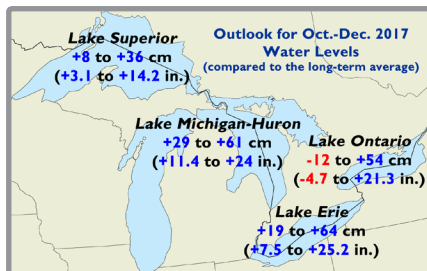 Outlook for Oct.-Dec. 2017
Water Levels
(compared to the long-term average)
Lake Superior
+8 to +36 cm
(+3.1 to +14.2 in.)
Lake Michigan-Huron
+29 to +61 cm
(+11.4 to +24 in.)
Lake Ontario
-12 to +54 cm
(-4.7 to +21.3 in.)
Lake Erie
+19 to +64 cm
(+7.5 to +25.2 in.)